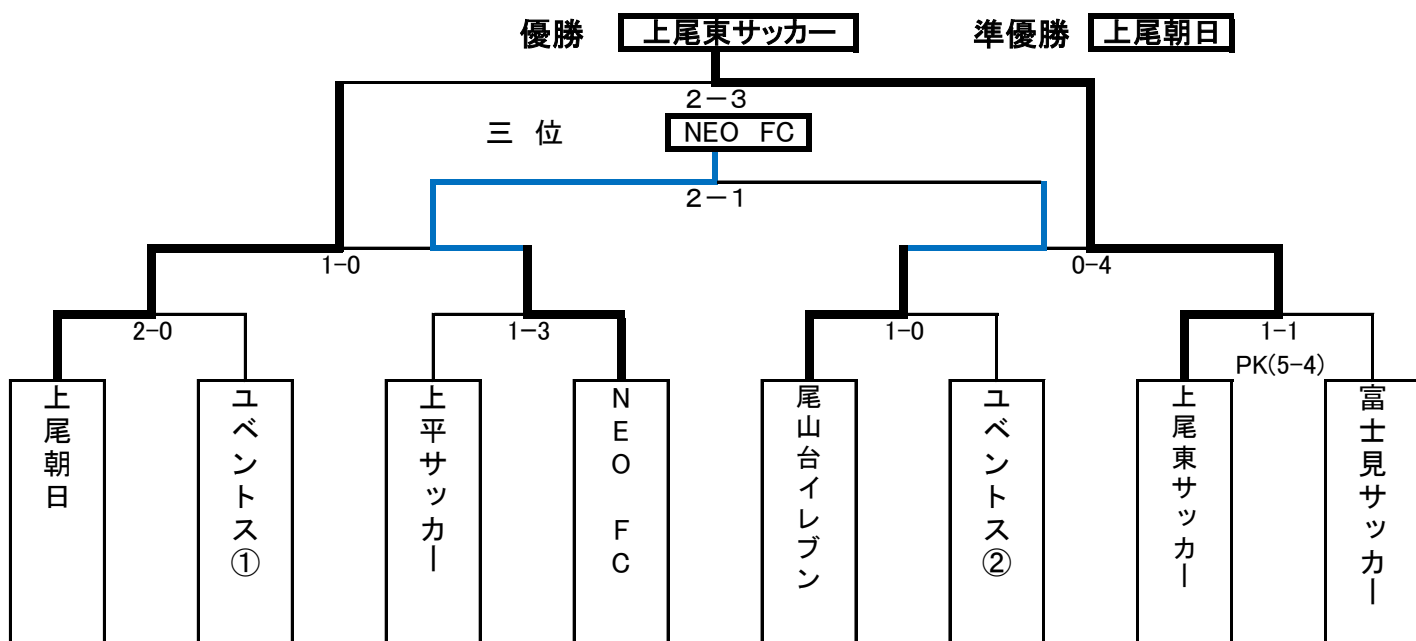 優勝 上尾東サッカー 準優勝 上尾朝日
2-3
三 位 NEO FC
2-1
1-0 0-4
2-0 1-3 1-0 1-1
PK(5-4)
上尾朝日
ユベントス①
上平サッカー
NEO FC
尾山台イレブン
ユベントス②
上尾東サッカー
富士見サッカー